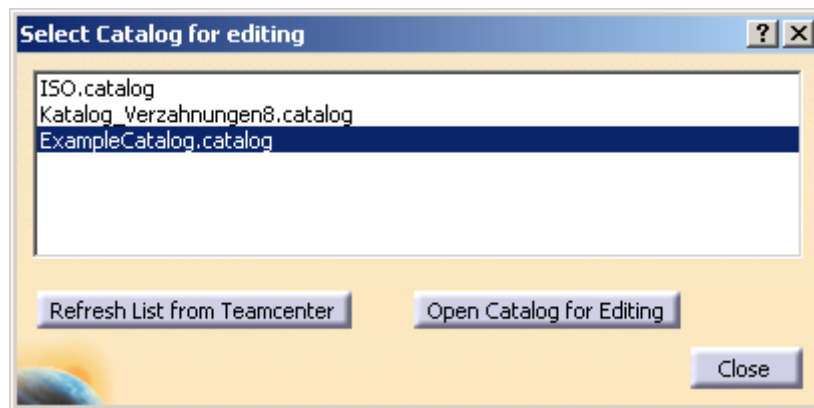 Select Catalog for editing
ISO.catalog
Katalog_Verzahnungen8.catalog
ExampleCatalog.catalog
Refresh List from Teamcenter
Open Catalog for Editing
Close